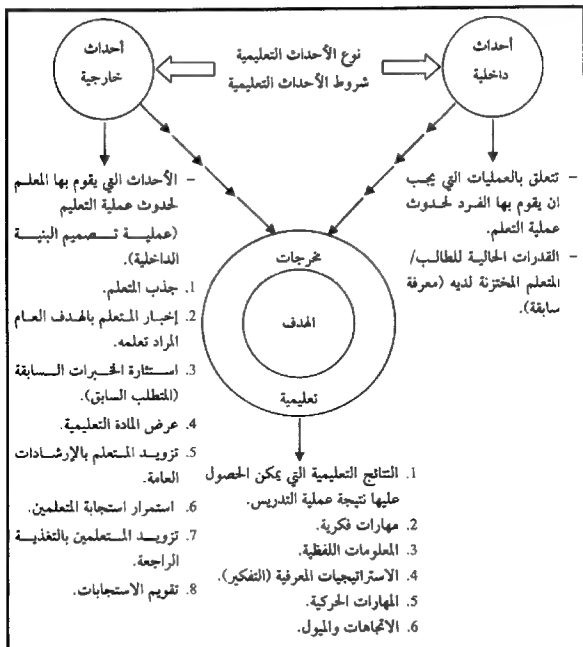 أحداث
داخلية
نوع الأحداث التعليمية
شروط الأحداث التعليمية
أحداث
خارجية
- تتعلق بالعمليات التي يجب
ان يقوم بها الفرد لحدوث
عملية التعلم.
- القدرات الحالية للطالب/
المتعلم المختزنة لديه (معرفة
سابقة).
- الأحداث التي يقوم بها المعلم
لحدوث عملية التعليم
(عملية تصميم البنية
الداخلية).
1. جذب المتعلم.
2. إخبار المتعلم بالهدف العام
المراد تعلمه.
3. استثارة الخبرات السابقة
(المتطلب السابق).
4. عرض المادة التعليمية.
5. تزويد المتعلم بالإرشادات
العامة.
6. استمرار استجابة المتعلمين.
7. تزويد المتعلمين بالتغذية
الراجعة.
8. تقويم الاستجابات.
مخرجات
الهدف
تعليمية
1. النتائج التعليمية التي يمكن الحصول
عليها نتيجة عملية التدريس.
2. مهارات فكرية.
3. المعلومات اللفظية.
4. الاستراتيجيات المعرفية (التفكير).
5. المهارات الحركية.
6. الاتجاهات والميول.